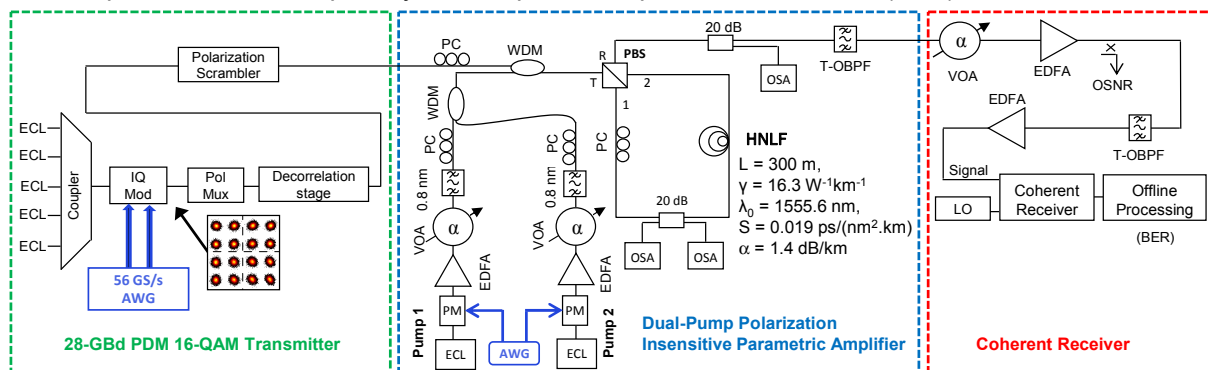 Polarization
Scrambler
ECL
ECL
ECL
ECL
ECL
Coupler
IQ
Mod
Pol
Mux
Decorrelation
stage
56 GS/s
AWG
28-GBd PDM 16-QAM Transmitter
PC
WDM
WDM
R
PBS
T
2
1
20 dB
OSA
T-OBPF
PC
PC
0.8 nm
0.8 nm
α
VOA
α
VOA
EDFA
EDFA
PM
PM
Pump 1
Pump 2
ECL
AWG
ECL
PC
20 dB
OSA
OSA
HNLF
L = 300 m,
γ = 16.3 W-1km-1
λ0 = 1555.6 nm,
S = 0.019 ps/(nm2.km)
α = 1.4 dB/km
Dual-Pump Polarization
Insensitive Parametric Amplifier
α
VOA
EDFA
OSNR
EDFA
T-OBPF
Signal
LO
Coherent
Receiver
Offline
Processing
(BER)
Coherent Receiver